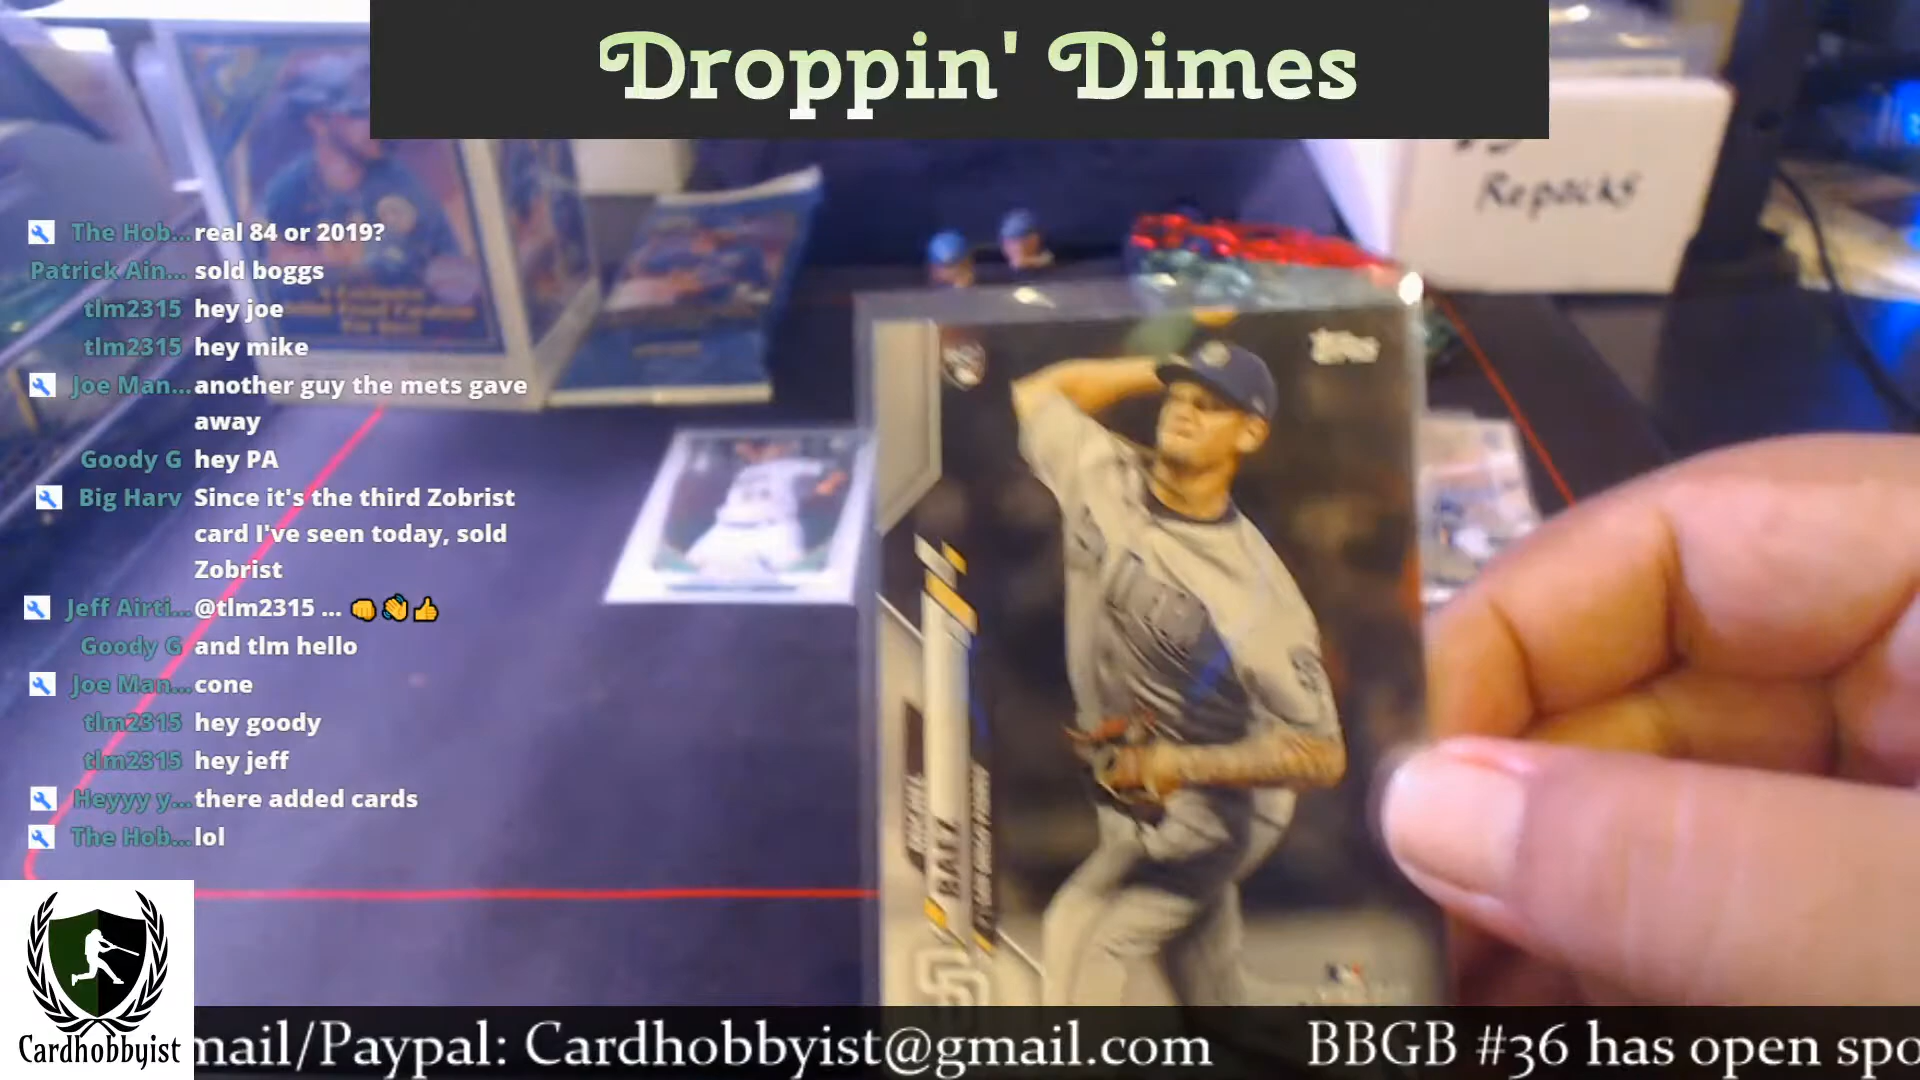 Droppin' Dimes
Repacks
The Hob... real 84 or 2019?
Patrick Ain... sold boggs
tlm2315 hey joe
tlm2315 hey mike
Joe Man... another guy the mets gave
away
Goody G hey PA
Big Harv Since it's the third Zobrist
card I've seen today, sold
Zobrist
Jeff Airti... @tlm2315 ... 👊👋👍
Goody G and tlm hello
Joe Man... cone
tlm2315 hey goody
tlm2315 hey jeff
Heyyy y... there added cards
The Hob... lol
Topps
RC
BAEZ
SD
Cardhobbyist
mail/Paypal: Cardhobbyist@gmail.com BBGB #36 has open spo